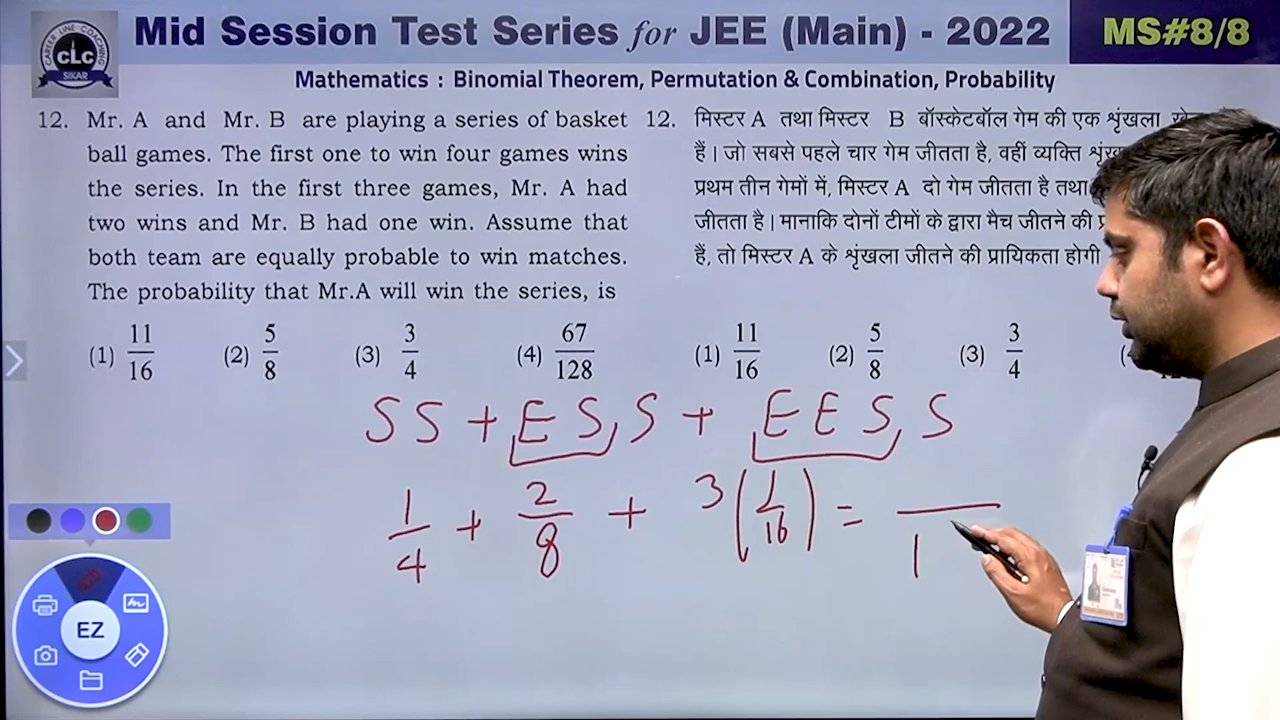 Mid Session Test Series for JEE (Main) - 2022
MS#8/8
CAREER LINE COACHING
CLC
SIKAR
Mathematics : Binomial Theorem, Permutation & Combination, Probability
12. Mr. A and Mr. B are playing a series of basket
ball games. The first one to win four games wins
the series. In the first three games, Mr. A had
two wins and Mr. B had one win. Assume that
both team are equally probable to win matches.
The probability that Mr.A will win the series, is
(1) 11/16 (2) 5/8 (3) 3/4 (4) 67/128
12. मिस्टर A तथा मिस्टर B बॉस्केटबॉल गेम की एक शृंखला
हैं। जो सबसे पहले चार गेम जीतता है, वहीं व्यक्ति
प्रथम तीन गेमों में, मिस्टर A दो गेम जीतता है तथा
जीतता है। मानाकि दोनों टीमों के द्वारा मैच जीतने की
हैं, तो मिस्टर A के शृंखला जीतने की प्रायिकता होगी
(1) 11/16 (2) 5/8 (3) 3/4
S S + E S, S + E E S, S
1/4 + 2/8 + 3(1/16) =
1
EZ